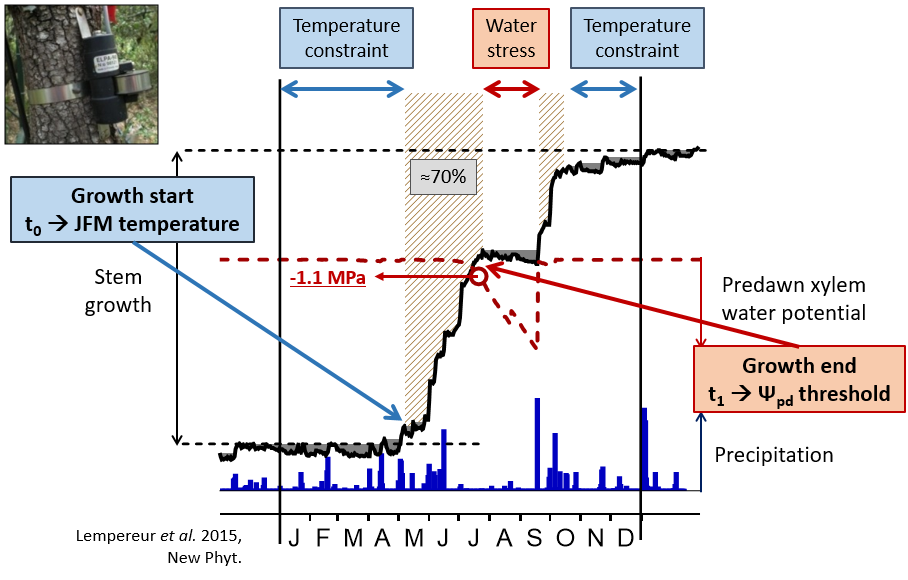 Temperature
constraint
Water
stress
Temperature
constraint
≈70%
Growth start
t₀ → JFM temperature
Stem
growth
-1.1 MPa
Predawn xylem
water potential
Growth end
t₁ → Ψpd threshold
Precipitation
J F M A M J J A S O N D
Lempereur et al. 2015,
New Phyt.